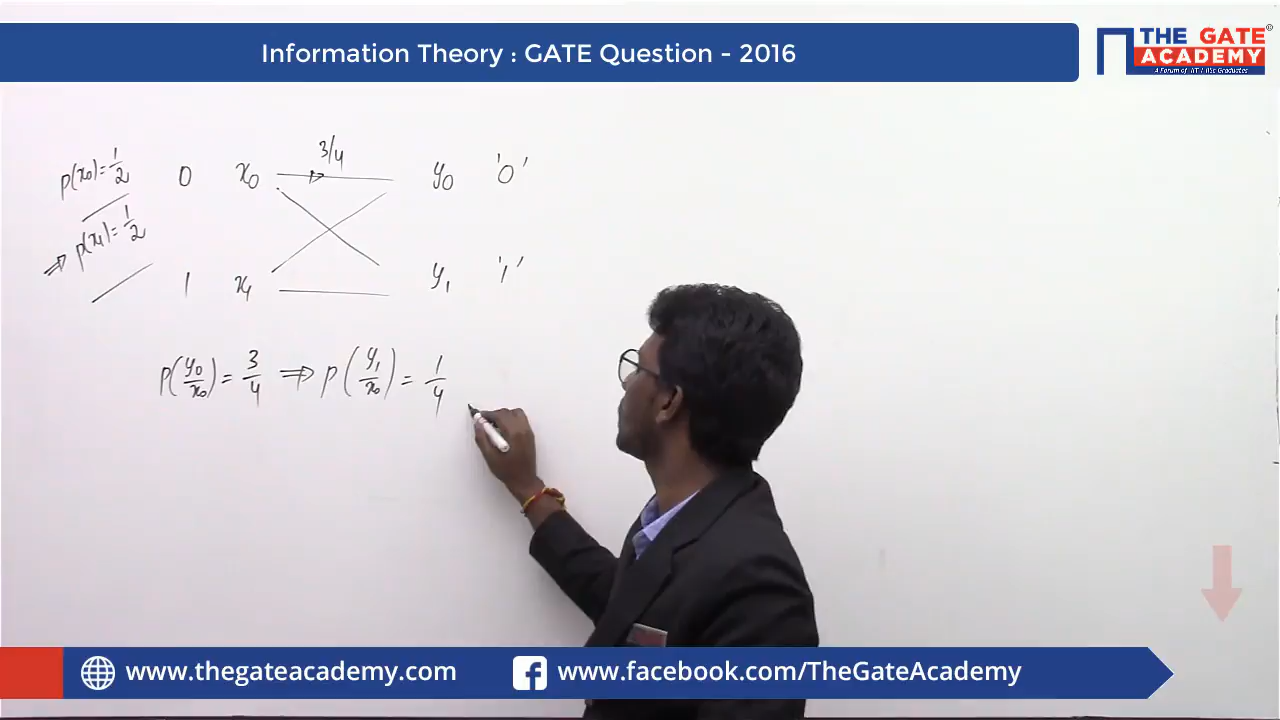 Information Theory : GATE Question - 2016
THE GATE
ACADEMY
A Forum of IIT / IISc Graduates
3/4
p(x₀)=1/2 0 x₀ y₀ '0'
⇒ p(x₁)=1/2
1 x₁ y₁ '1'
P(y₀/x₀) = 3/4 ⇒ p(y₁/x₀) = 1/4
www.thegateacademy.com
www.facebook.com/TheGateAcademy